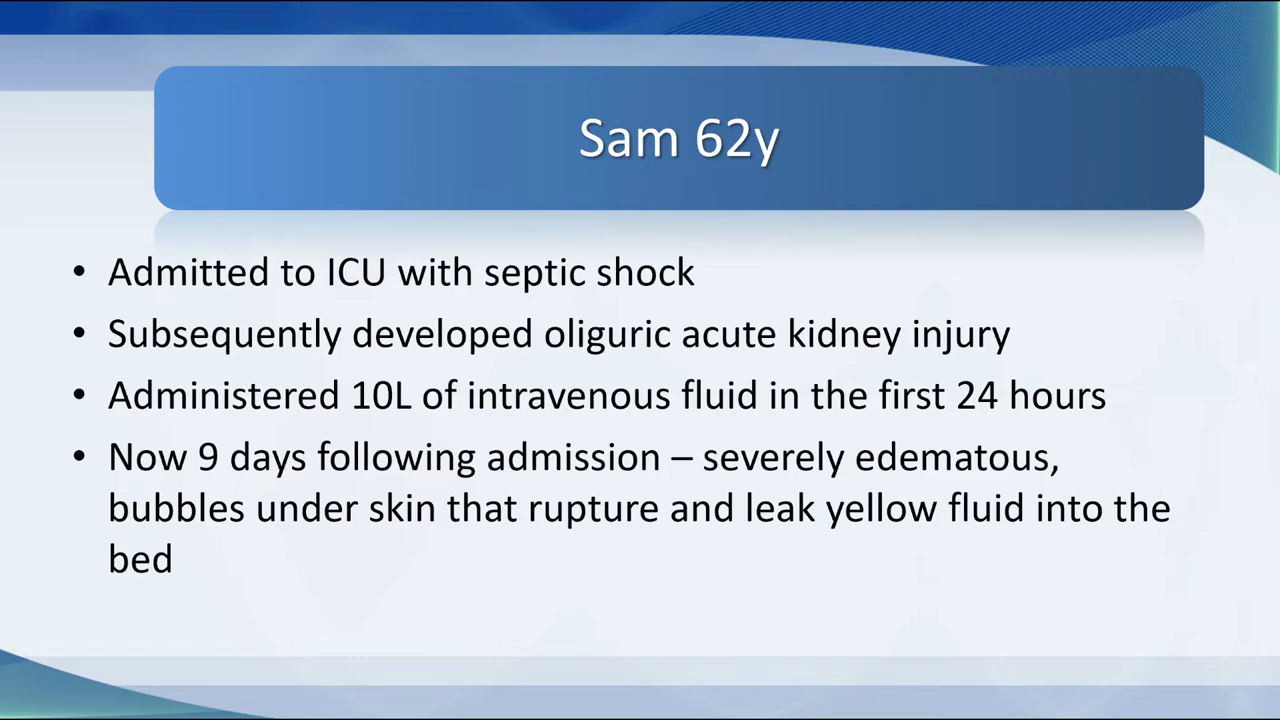 Sam 62y
• Admitted to ICU with septic shock
• Subsequently developed oliguric acute kidney injury
• Administered 10L of intravenous fluid in the first 24 hours
• Now 9 days following admission – severely edematous,
bubbles under skin that rupture and leak yellow fluid into the
bed